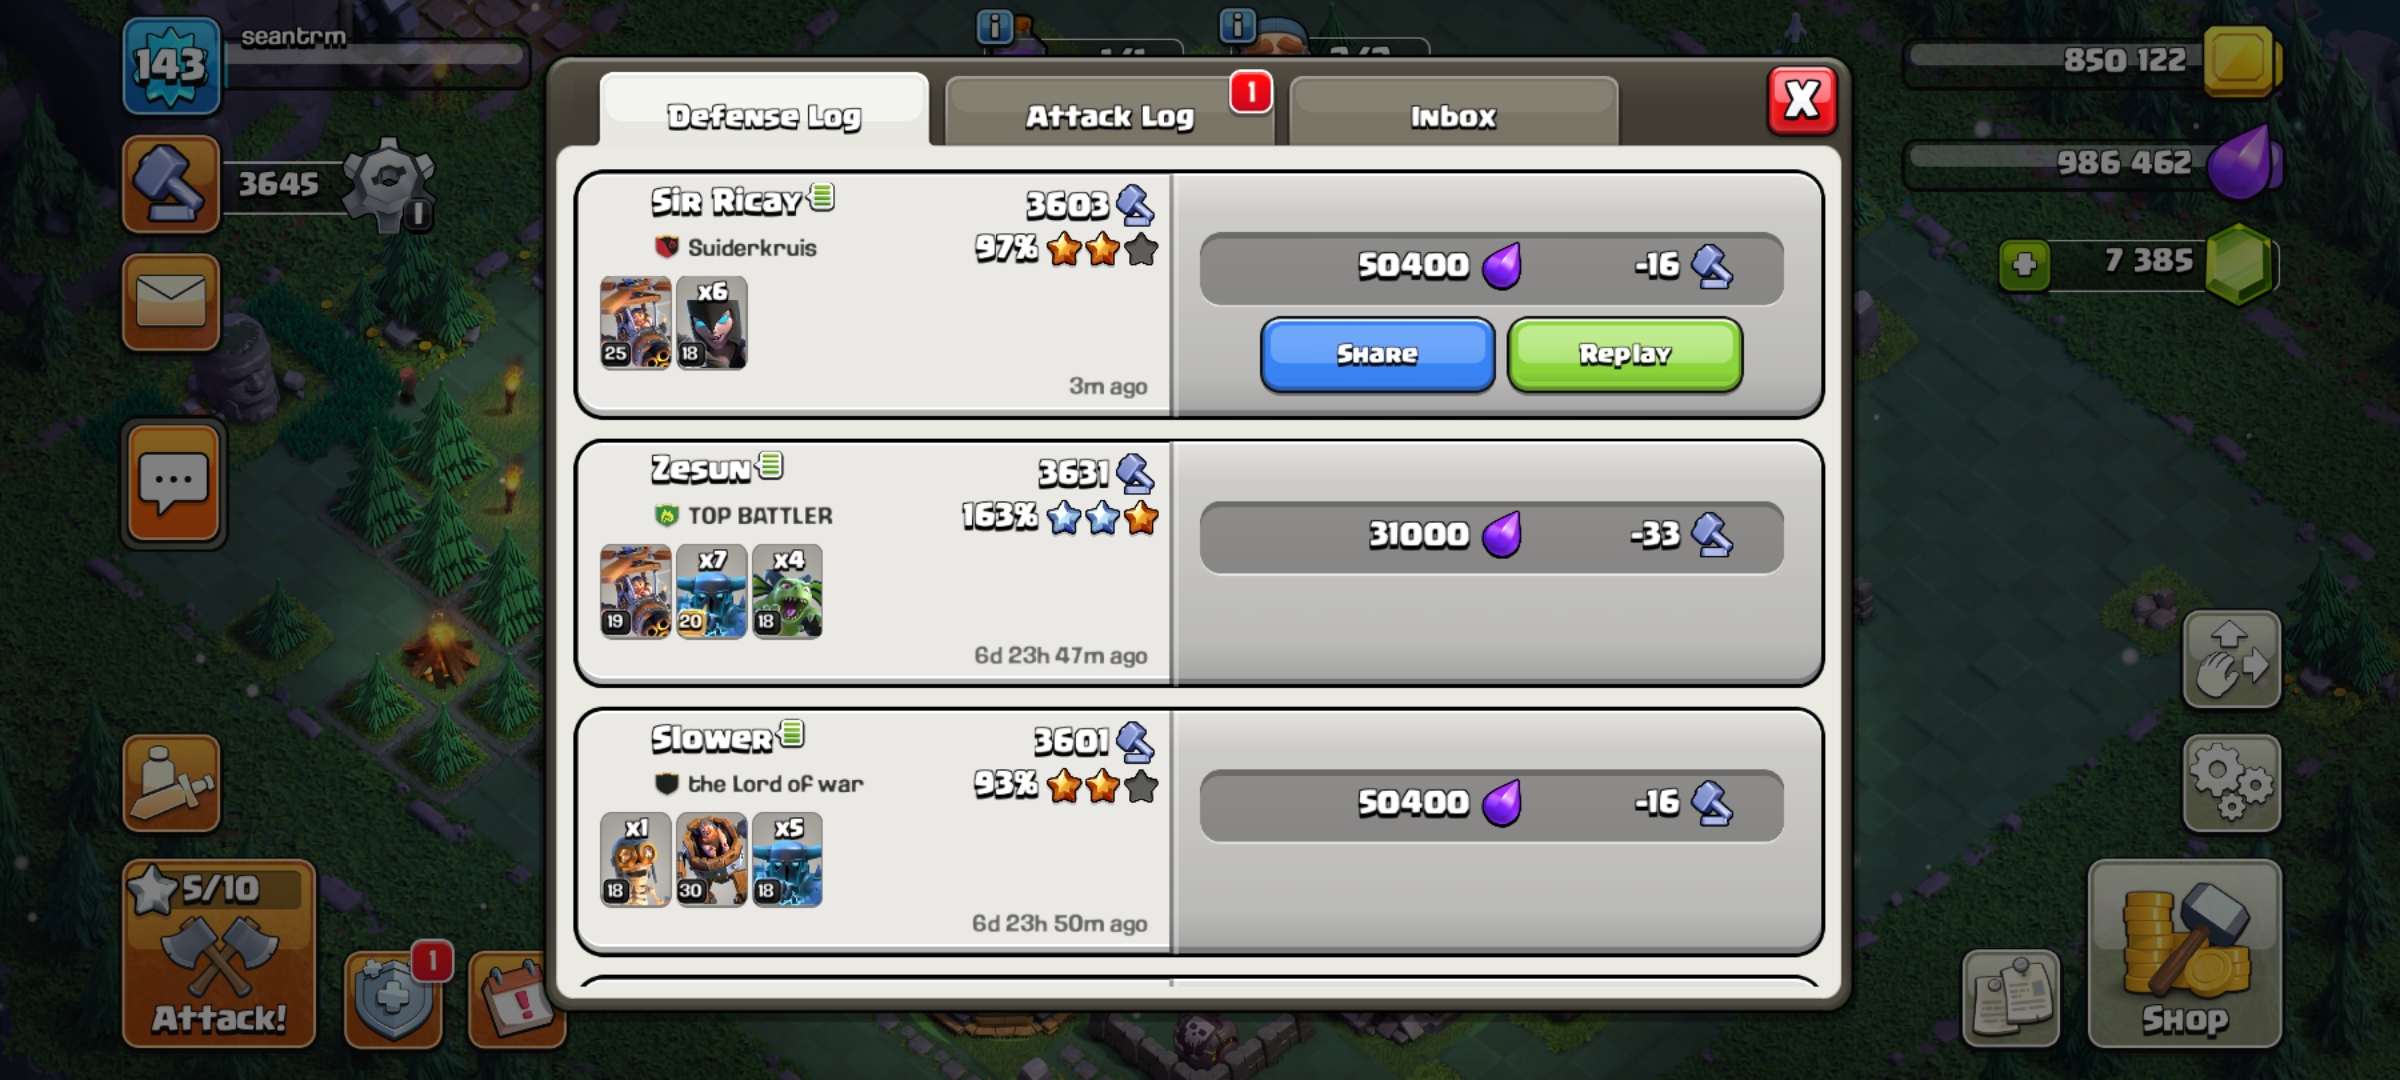 143
seantrm
3645
I
850 122
986 462
7 385
Defense Log
Attack Log
1
Inbox
X
Sir Ricay
3603
Suiderkruis
97%
x6
25
18
3m ago
50400
-16
Share
Replay
Zesun
3631
TOP BATTLER
163%
x7
x4
19
20
18
6d 23h 47m ago
31000
-33
Slower
3601
the Lord of war
93%
x1
x5
18
30
18
6d 23h 50m ago
50400
-16
5/10
Attack!
1
Shop